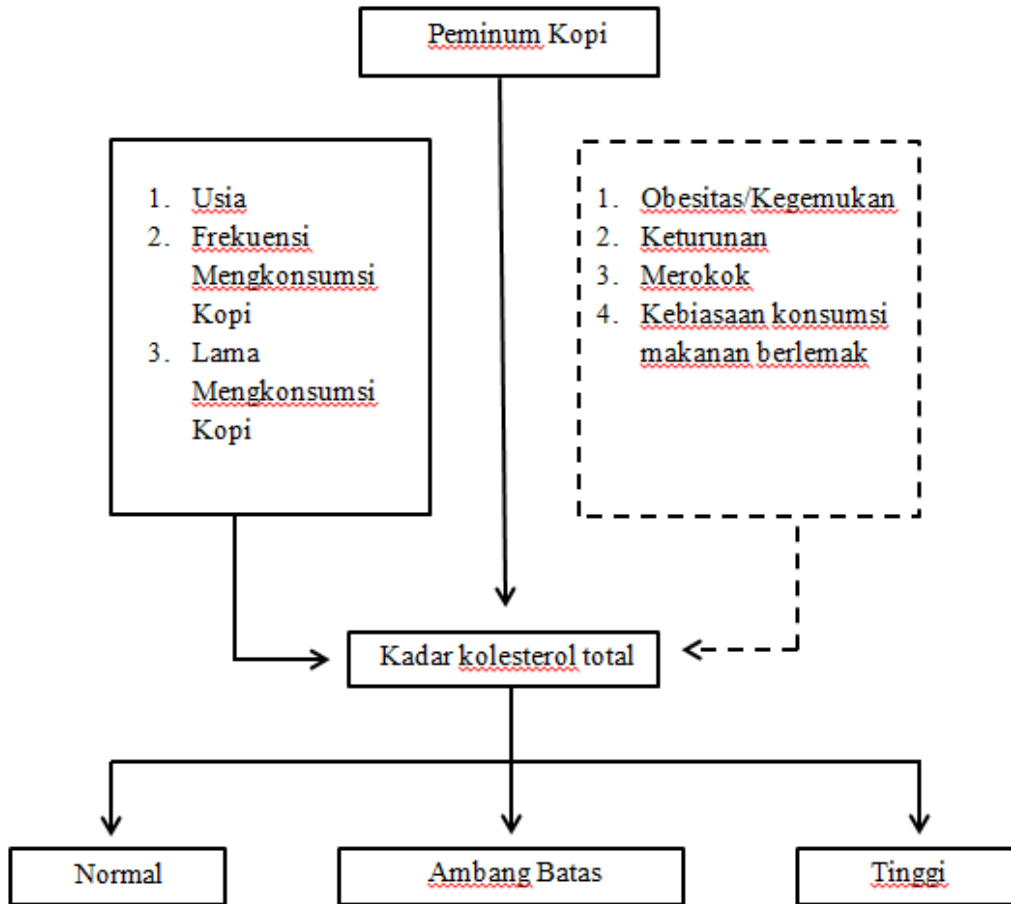 Peminum Kopi
1. Usia
2. Frekuensi
Mengkonsumsi
Kopi
3. Lama
Mengkonsumsi
Kopi
1. Obesitas/Kegemukan
2. Keturunan
3. Merokok
4. Kebiasaan konsumsi
makanan berlemak
Kadar kolesterol total
Normal
Ambang Batas
Tinggi